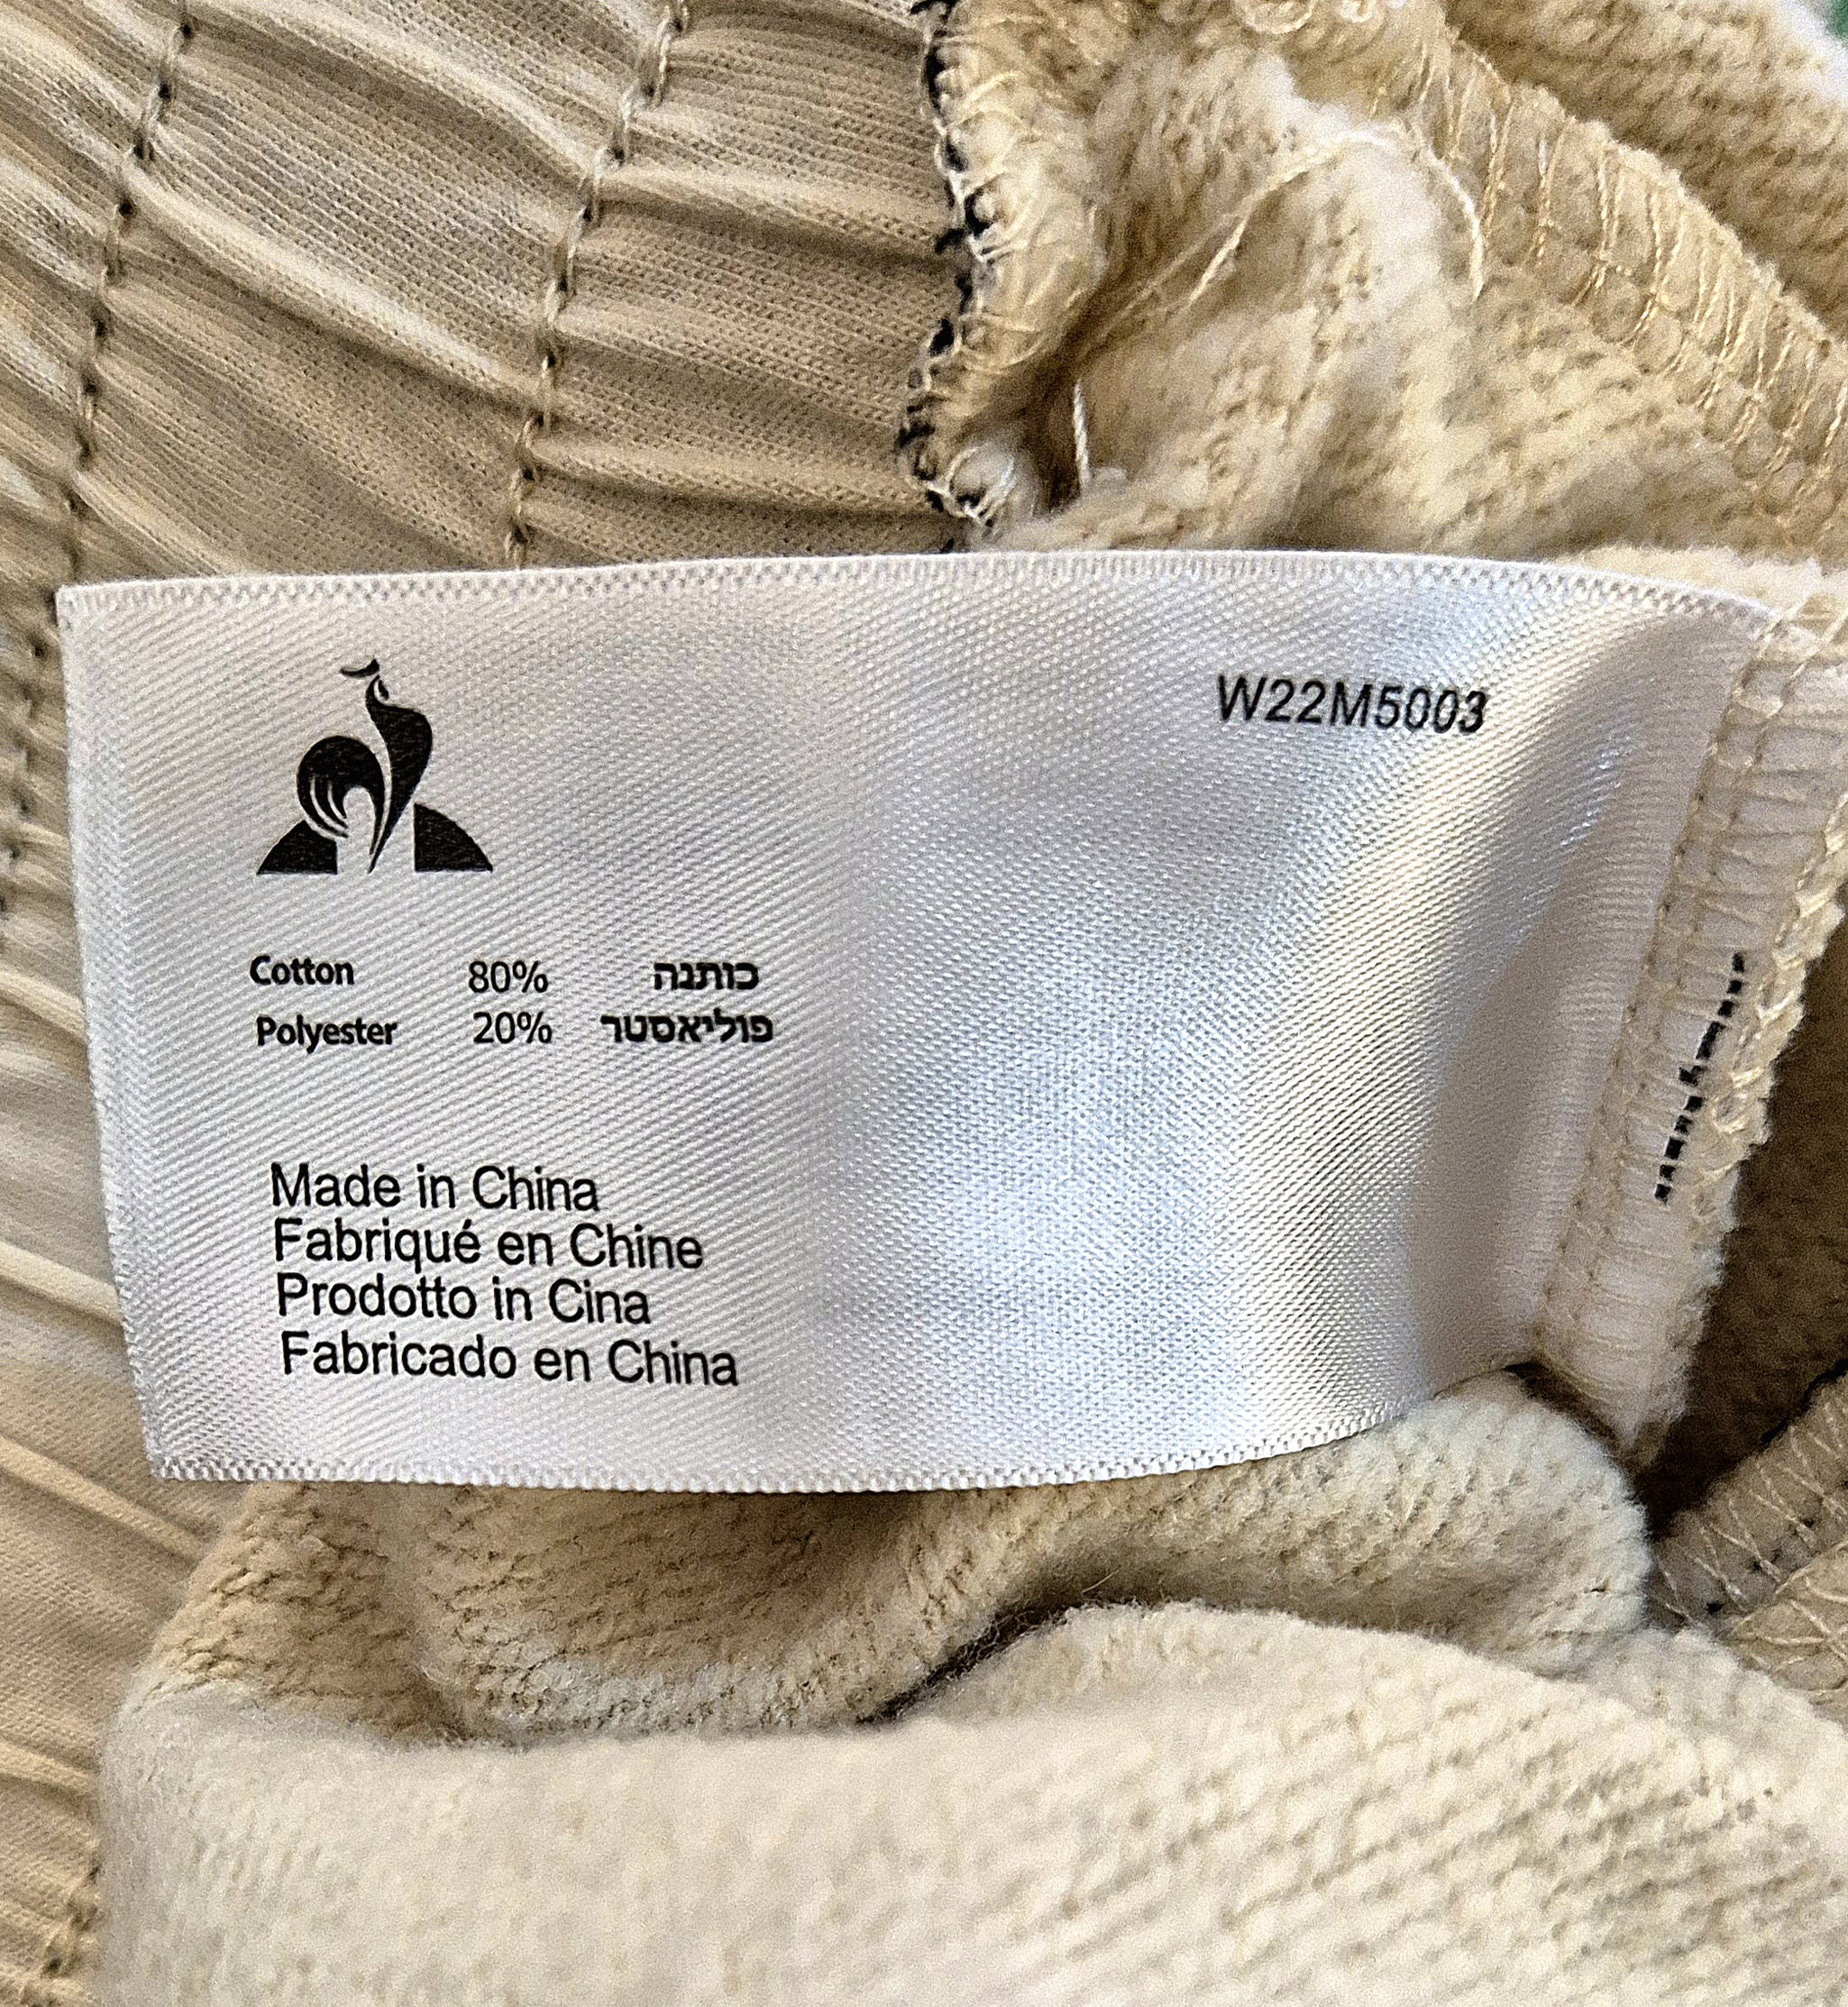 W22M5003
Cotton 80% כותנה
Polyester 20% פוליאסטר
Made in China
Fabriqué en Chine
Prodotto in Cina
Fabricado en China